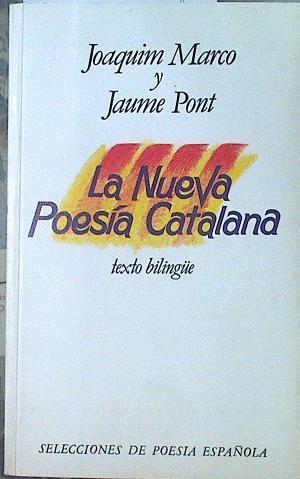 Joaquim Marco
y
Jaume Pont
La Nueva
Poesía Catalana
texto bilingüe
SELECCIONES DE POESIA ESPAÑOLA